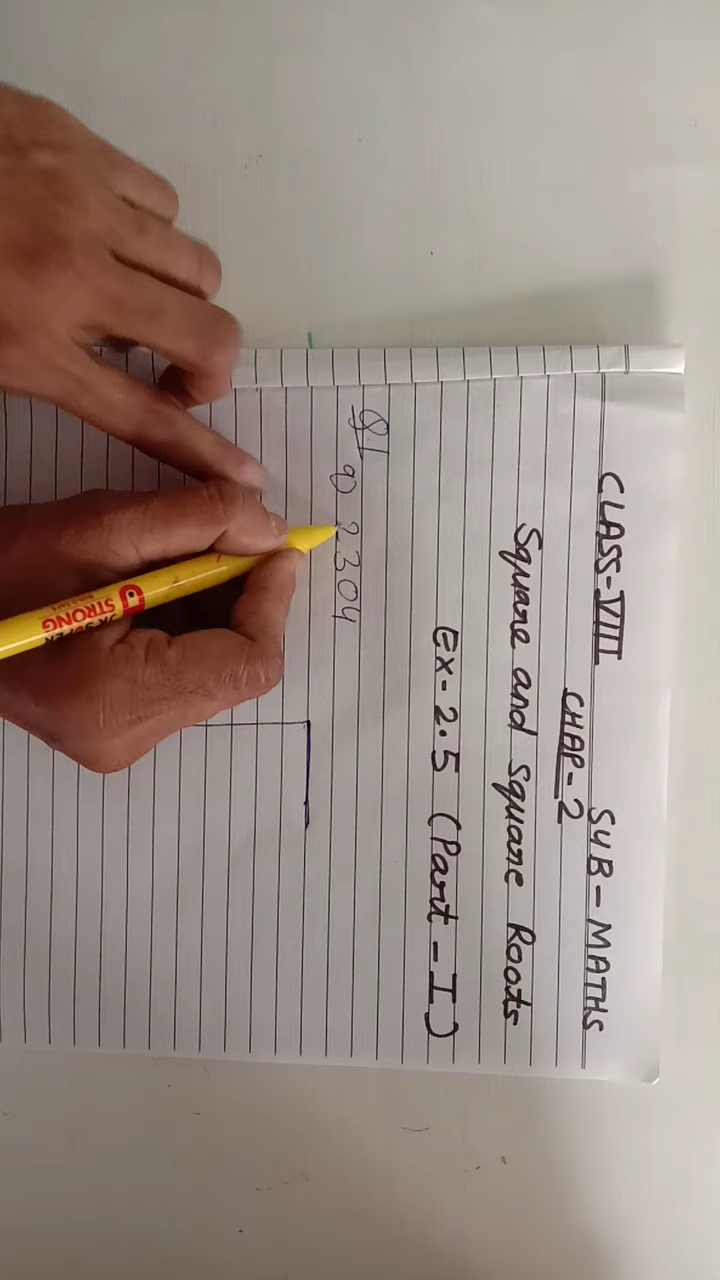 CLASS-VIII SUB-MATHS
CHAP-2
Square and Square Roots
Ex-2.5 (Part-I)
Q1
a) 2304
STRONG